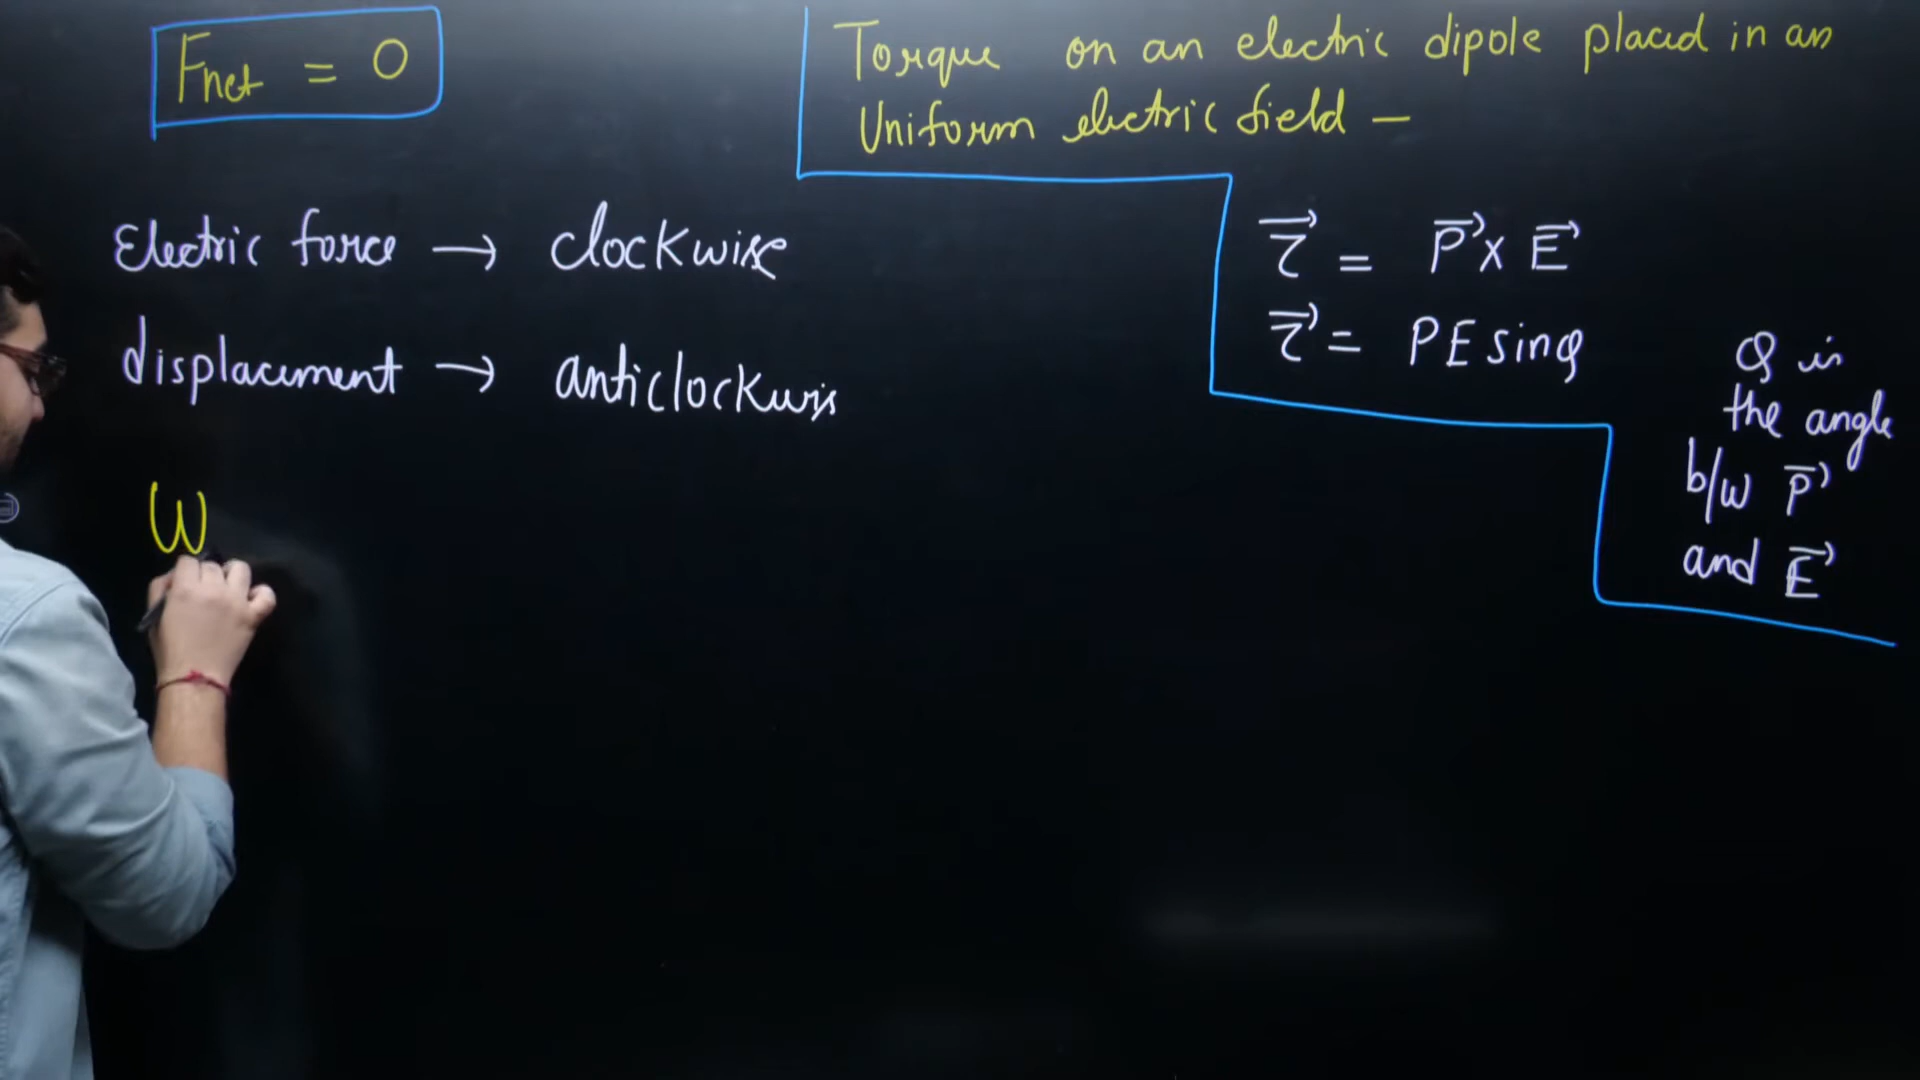 Fnet = 0
Torque on an electric dipole placed in an
Uniform electric field —
Electric force → clockwise
displacement → anticlockwis
W
τ⃗ = P⃗ x E⃗
τ⃗ = PE sinθ
θ is
the angle
b/w P⃗
and E⃗